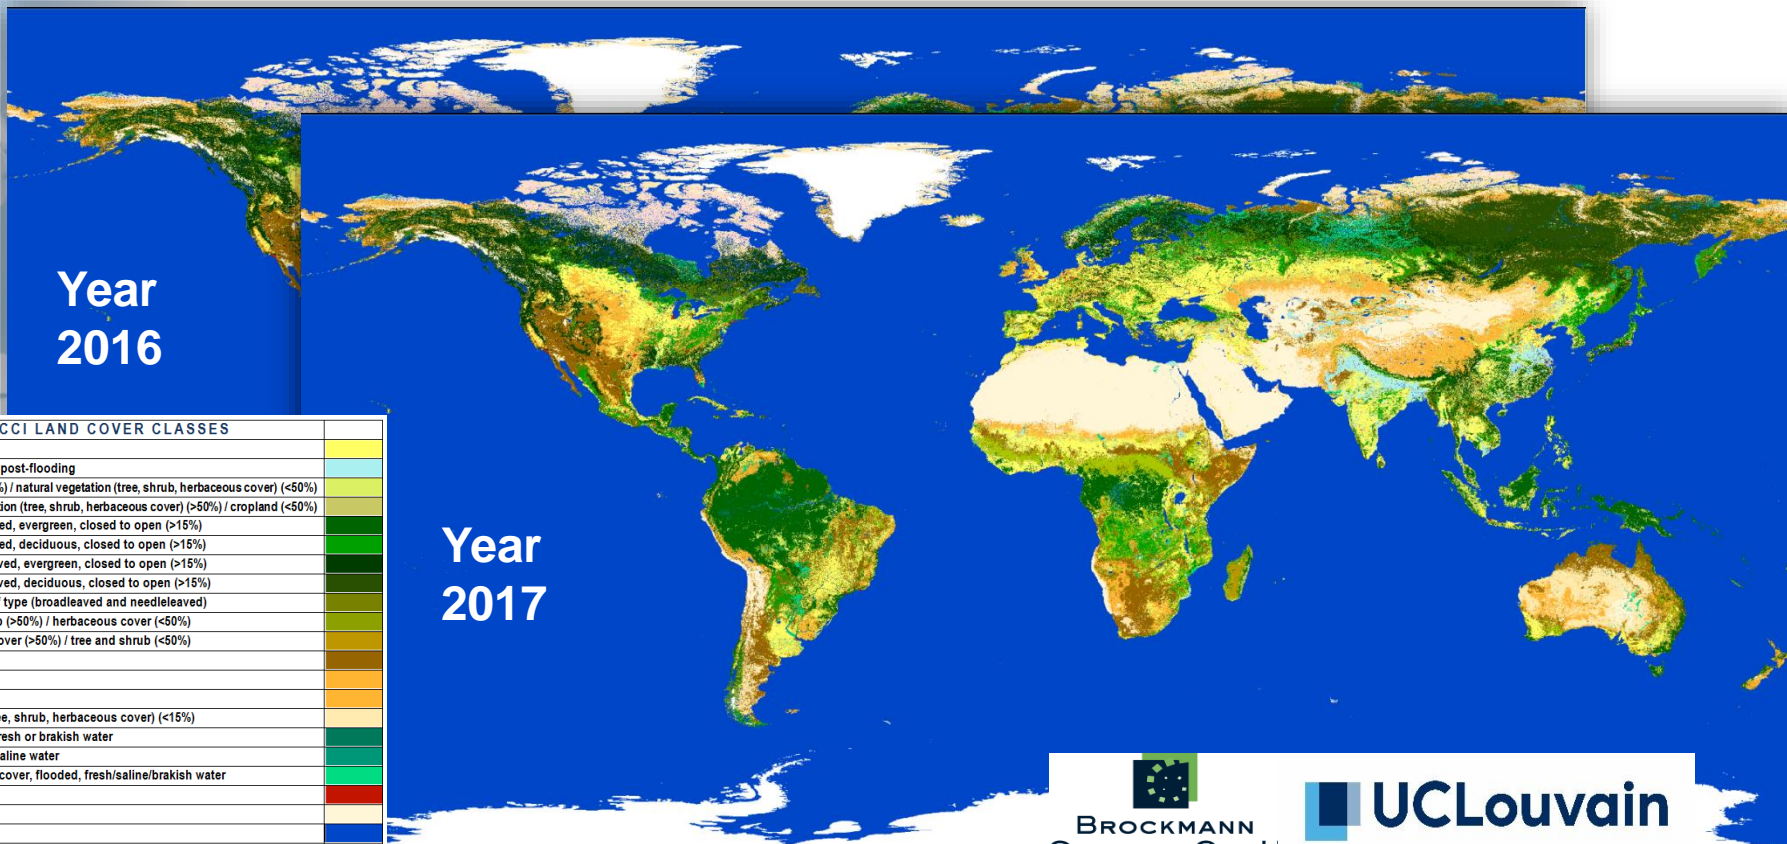 Year
2016
Year
2017
CCI LAND COVER CLASSES
post-flooding
%) / natural vegetation (tree, shrub, herbaceous cover) (<50%)
tion (tree, shrub, herbaceous cover) (>50%) / cropland (<50%)
ed, evergreen, closed to open (>15%)
ed, deciduous, closed to open (>15%)
ved, evergreen, closed to open (>15%)
ved, deciduous, closed to open (>15%)
type (broadleaved and needleleaved)
(>50%) / herbaceous cover (<50%)
over (>50%) / tree and shrub (<50%)
e, shrub, herbaceous cover) (<15%)
resh or brakish water
aline water
cover, flooded, fresh/saline/brakish water
BROCKMANN
UCLouvain